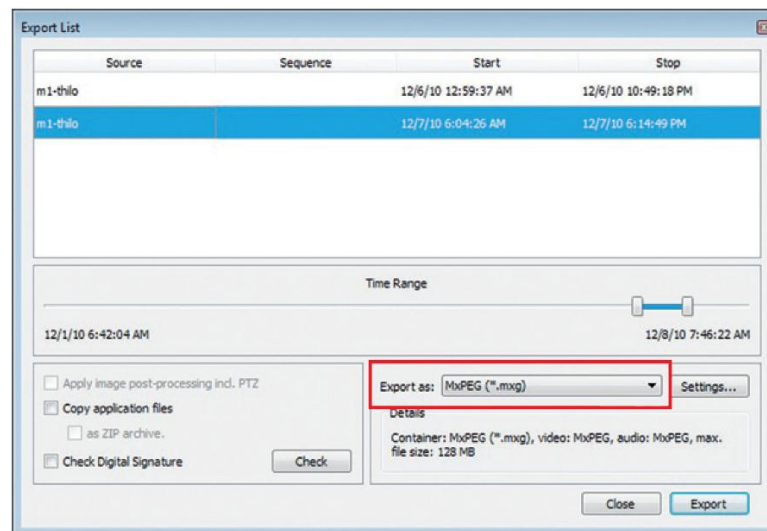 Export List
Source Sequence Start Stop
m1-thilo 12/6/10 12:59:37 AM 12/6/10 10:49:18 PM
m1-thilo 12/7/10 6:04:26 AM 12/7/10 6:14:49 PM
Time Range
12/1/10 6:42:04 AM 12/8/10 7:46:22 AM
Apply image post-processing incl. PTZ
Copy application files
as ZIP archive.
Check Digital Signature Check
Export as: MxPEG (*.mxg) Settings...
Details
Container: MxPEG (*.mxg), video: MxPEG, audio: MxPEG, max.
file size: 128 MB
Close Export